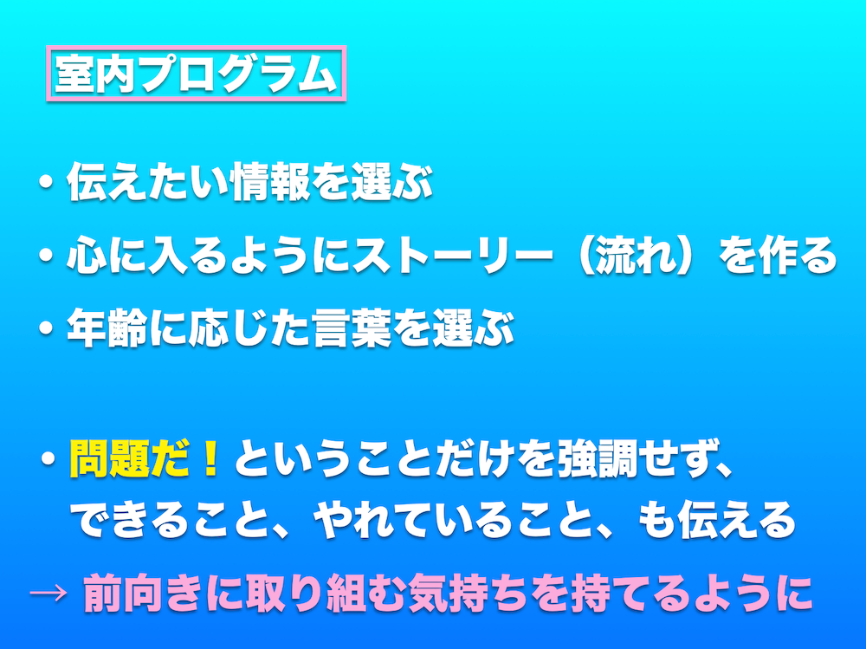 室内プログラム
・伝えたい情報を選ぶ
・心に入るようにストーリー（流れ）を作る
・年齢に応じた言葉を選ぶ
・問題だ！ということだけを強調せず、
できること、やれていること、も伝える
→ 前向きに取り組む気持ちを持てるように